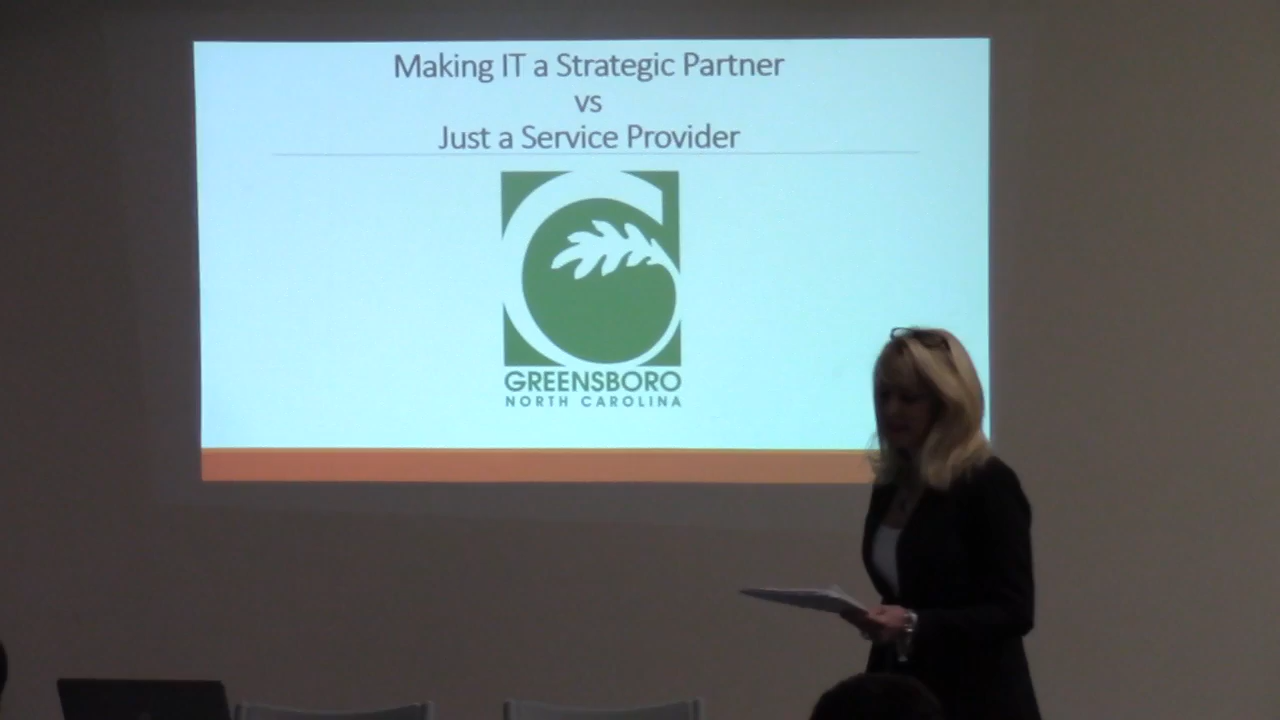 Making IT a Strategic Partner
vs
Just a Service Provider
GREENSBORO
NORTH CAROLINA